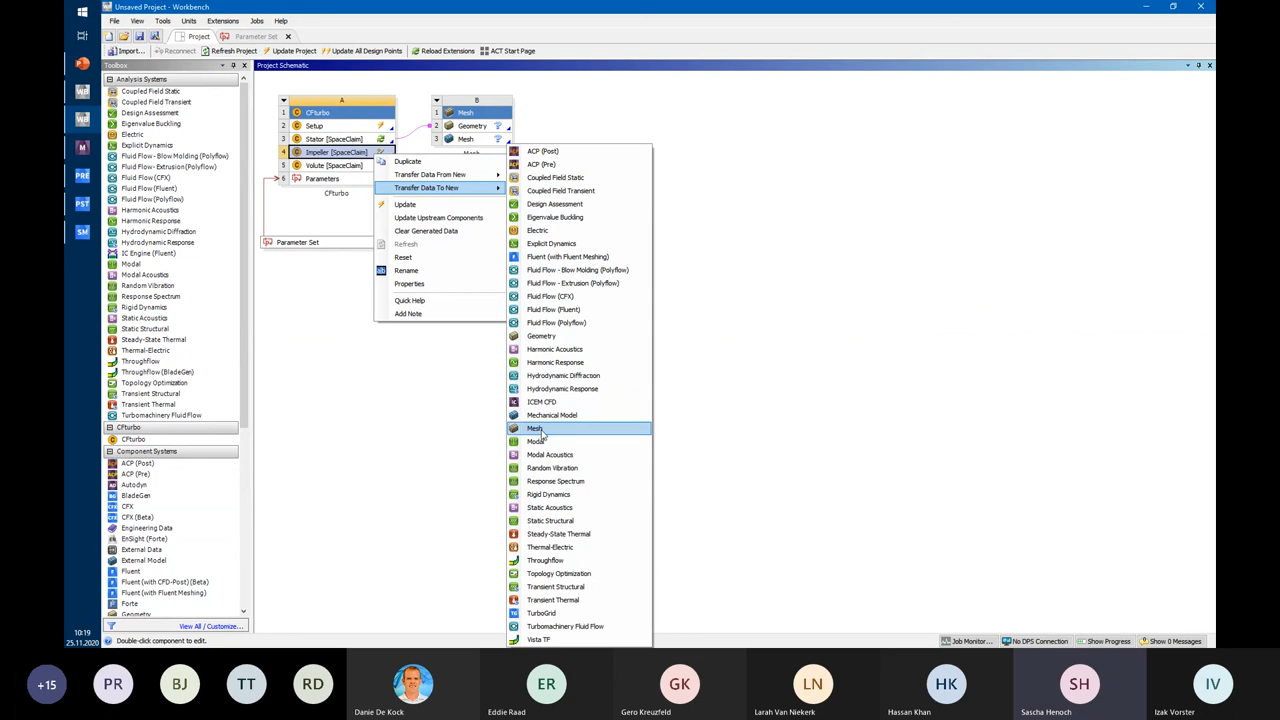 Unsaved Project - Workbench
File View Tools Units Extensions Jobs Help
Project Parameter Set
Import... Reconnect Refresh Project Update Project Update All Design Points Reload Extensions ACT Start Page
Toolbox
Analysis Systems
Coupled Field Static
Coupled Field Transient
Design Assessment
Eigenvalue Buckling
Electric
Explicit Dynamics
Fluid Flow - Blow Molding (Polyflow)
Fluid Flow - Extrusion (Polyflow)
Fluid Flow (CFX)
Fluid Flow (Fluent)
Fluid Flow (Polyflow)
Harmonic Acoustics
Harmonic Response
Hydrodynamic Diffraction
Hydrodynamic Response
IC Engine (Fluent)
Modal
Modal Acoustics
Random Vibration
Response Spectrum
Rigid Dynamics
Static Acoustics
Static Structural
Steady-State Thermal
Thermal-Electric
Throughflow
Throughflow (BladeGen)
Topology Optimization
Transient Structural
Transient Thermal
Turbomachinery Fluid Flow
CFturbo
CFturbo
Component Systems
ACP (Post)
ACP (Pre)
Autodyn
BladeGen
CFX
CFX (Beta)
Engineering Data
EnSight (Forte)
External Data
External Model
Fluent
Fluent (with CFD-Post) (Beta)
Fluent (with Fluent Meshing)
Forte
Geometry
View All / Customize...
Double-click component to edit.
Project Schematic
A
1 CFturbo
2 Setup
3 Stator [SpaceClaim]
4 Impeller [SpaceClaim]
5 Volute [SpaceClaim]
6 Parameters
CFturbo
Parameter Set
B
1 Mesh
2 Geometry
3 Mesh
Mesh
Duplicate
Transfer Data From New
Transfer Data To New
Update
Update Upstream Components
Clear Generated Data
Refresh
Reset
Rename
Properties
Quick Help
Add Note
ACP (Post)
ACP (Pre)
Coupled Field Static
Coupled Field Transient
Design Assessment
Eigenvalue Buckling
Electric
Explicit Dynamics
Fluent (with Fluent Meshing)
Fluid Flow - Blow Molding (Polyflow)
Fluid Flow - Extrusion (Polyflow)
Fluid Flow (CFX)
Fluid Flow (Fluent)
Fluid Flow (Polyflow)
Geometry
Harmonic Acoustics
Harmonic Response
Hydrodynamic Diffraction
Hydrodynamic Response
ICEM CFD
Mechanical Model
Mesh
Modal
Modal Acoustics
Random Vibration
Response Spectrum
Rigid Dynamics
Static Acoustics
Static Structural
Steady-State Thermal
Thermal-Electric
Throughflow
Topology Optimization
Transient Structural
Transient Thermal
TurboGrid
Turbomachinery Fluid Flow
Vista TF
Job Monitor... No DPS Connection Show Progress Show 0 Messages
WB
WB
M
PRE
PST
SM
10:19
25.11.2020
+15 PR BJ TT RD ER GK LN HK SH IV
Danie De Kock Eddie Raad Gero Kreuzfeld Larah Van Niekerk Hassan Khan Sascha Henoch Izak Vorster